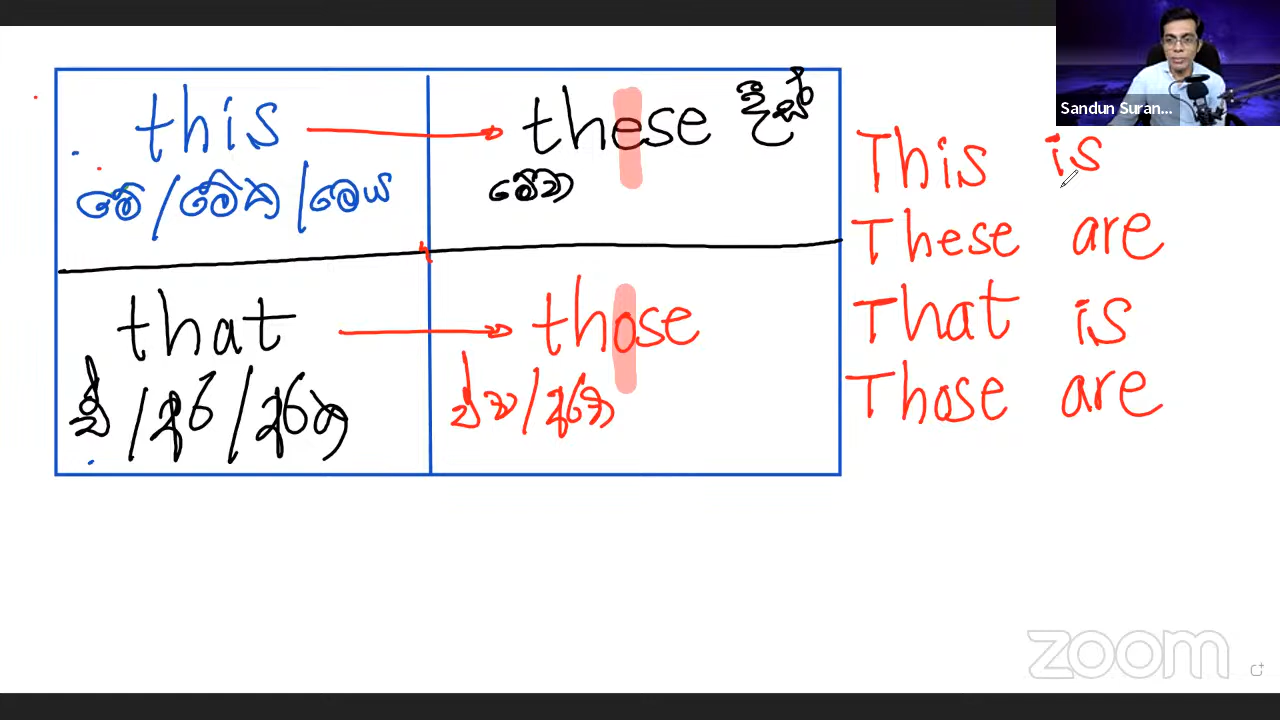 this → these දීස්
මේ / මේක / මෙය මේවා
that → those
ඒ / අර / අරක ඒවා / අරවා
This is
These are
That is
Those are
Sandun Suran...
zoom